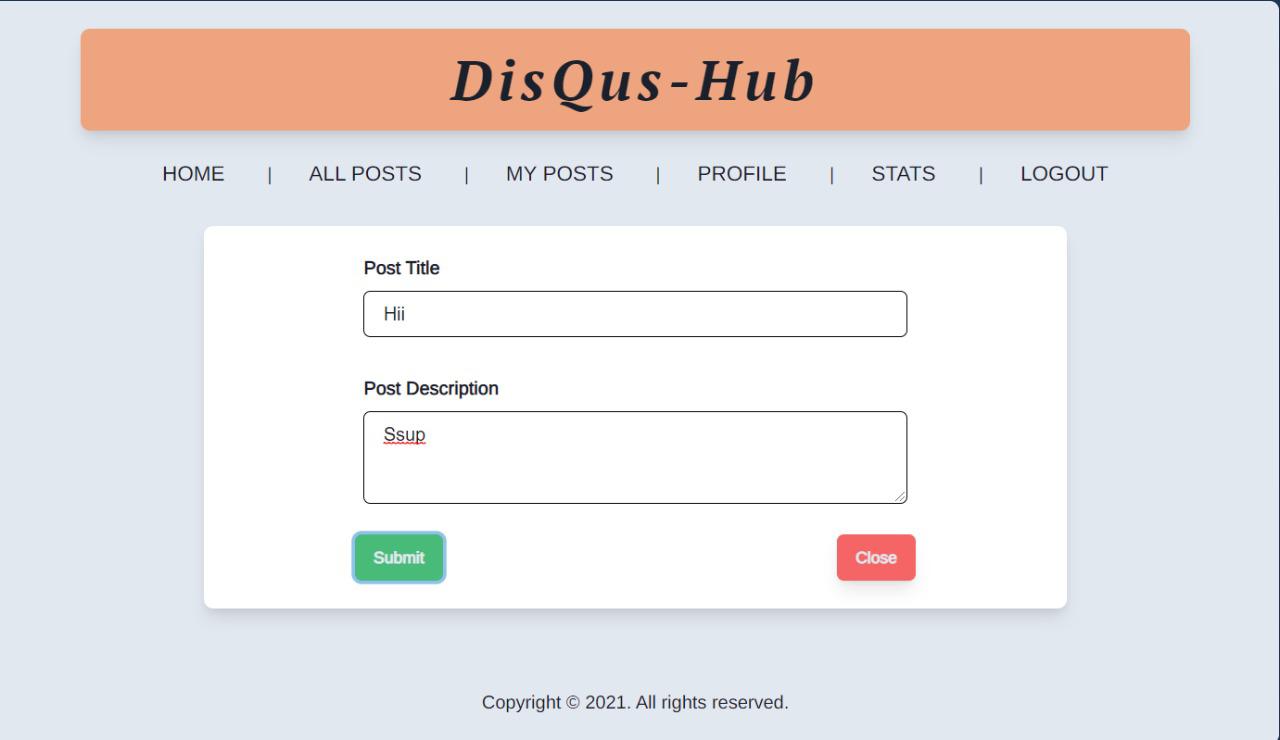 DisQus-Hub
HOME | ALL POSTS | MY POSTS | PROFILE | STATS | LOGOUT
Post Title
Hii
Post Description
Ssup
Submit Close
Copyright © 2021. All rights reserved.